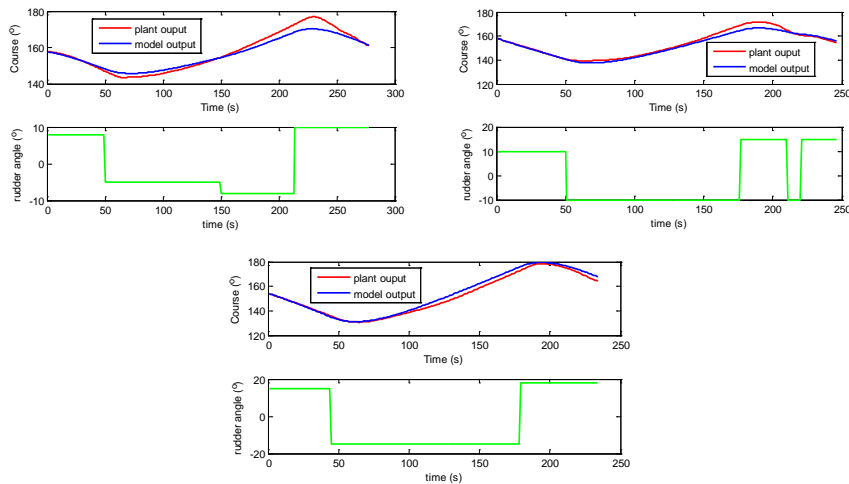 180
160
140
Course (º)
plant ouput
model output
0 50 100 150 200 250 300
Time (s)
10
0
-10
rudder angle (º)
0 50 100 150 200 250 300
time (s)
180
160
140
120
Course (º)
plant ouput
model output
0 50 100 150 200 250
Time (s)
20
10
0
-10
rudder angle (º)
0 50 100 150 200 250
time (s)
180
160
140
120
Course (º)
plant ouput
model output
0 50 100 150 200 250
Time (s)
20
0
-20
rudder angle (º)
0 50 100 150 200 250
time (s)